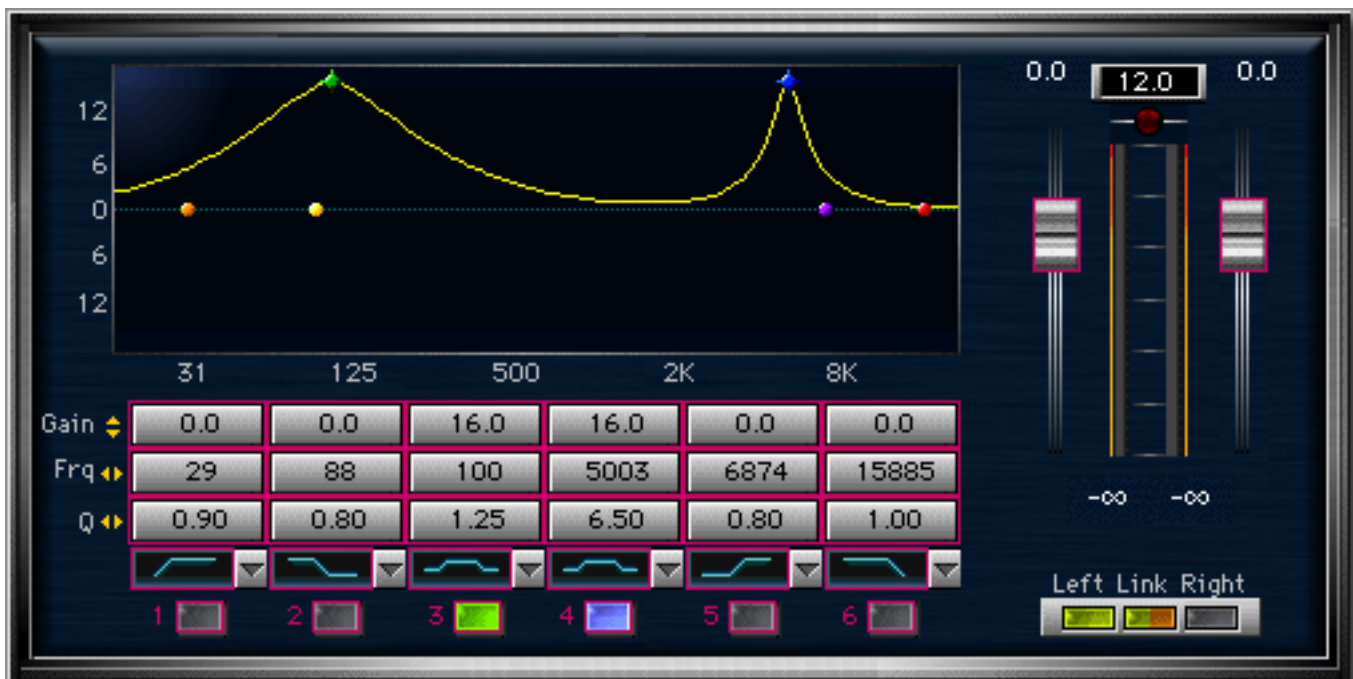 0.0 12.0 0.0
12
6
0
6
12
31 125 500 2K 8K
Gain 0.0 0.0 16.0 16.0 0.0 0.0
Frq 29 88 100 5003 6874 15885
Q 0.90 0.80 1.25 6.50 0.80 1.00
-∞ -∞
Left Link Right
1 2 3 4 5 6